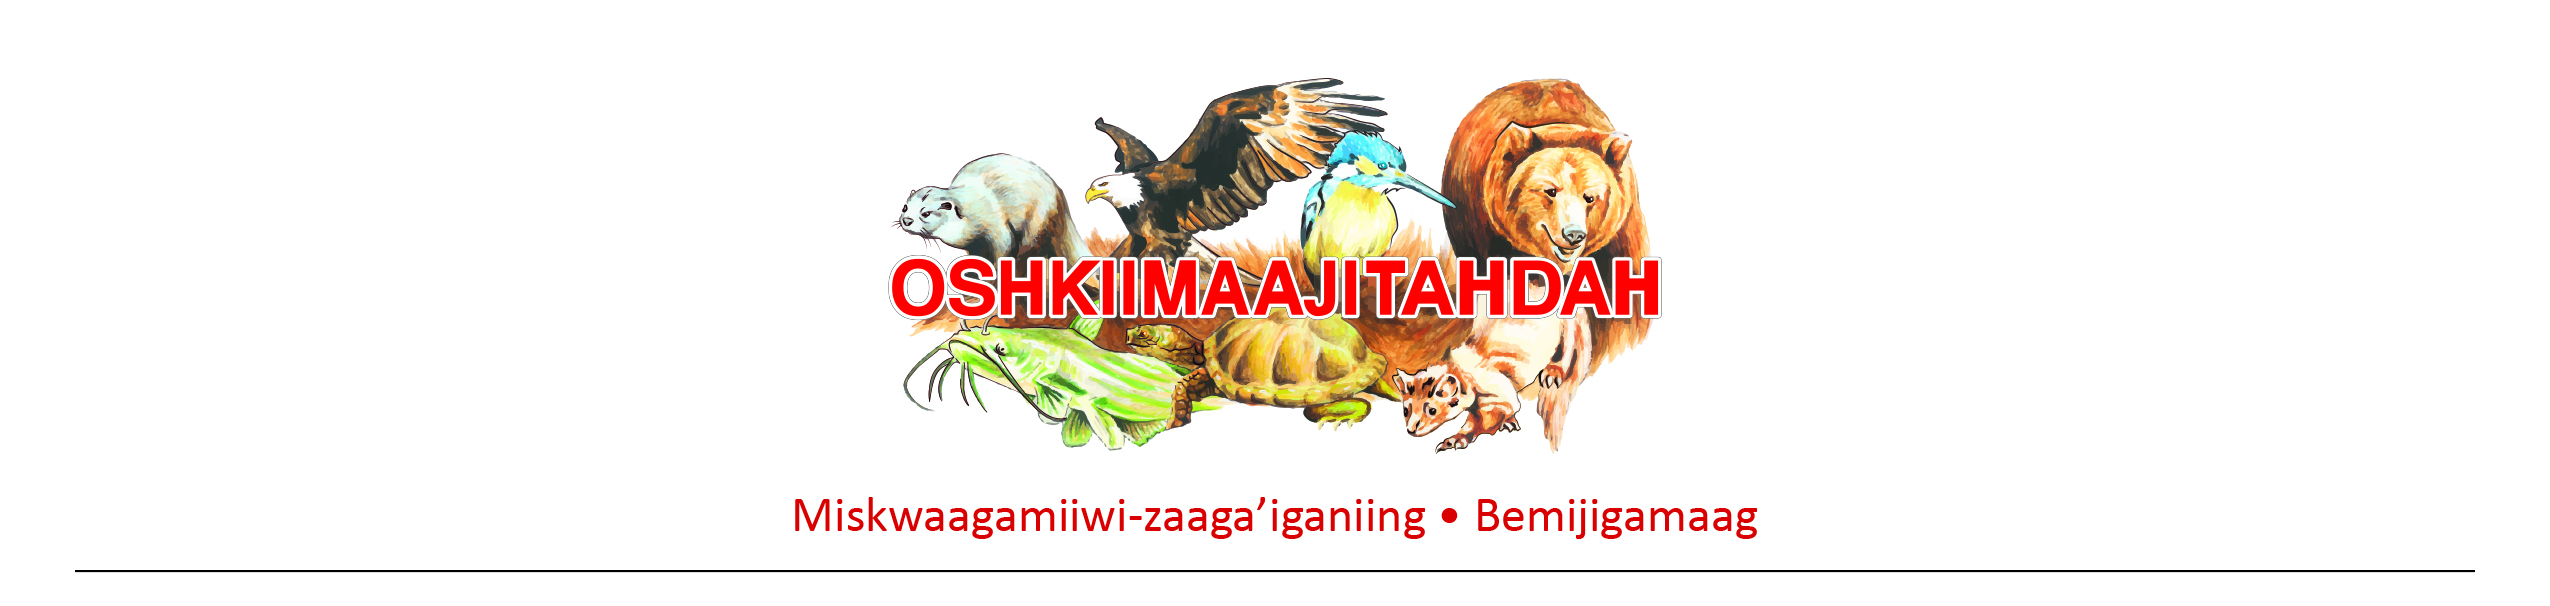 OSHKIIMAAJITAHDAH
Miskwaagamiiwi-zaaga’iganiing • Bemijigamaag